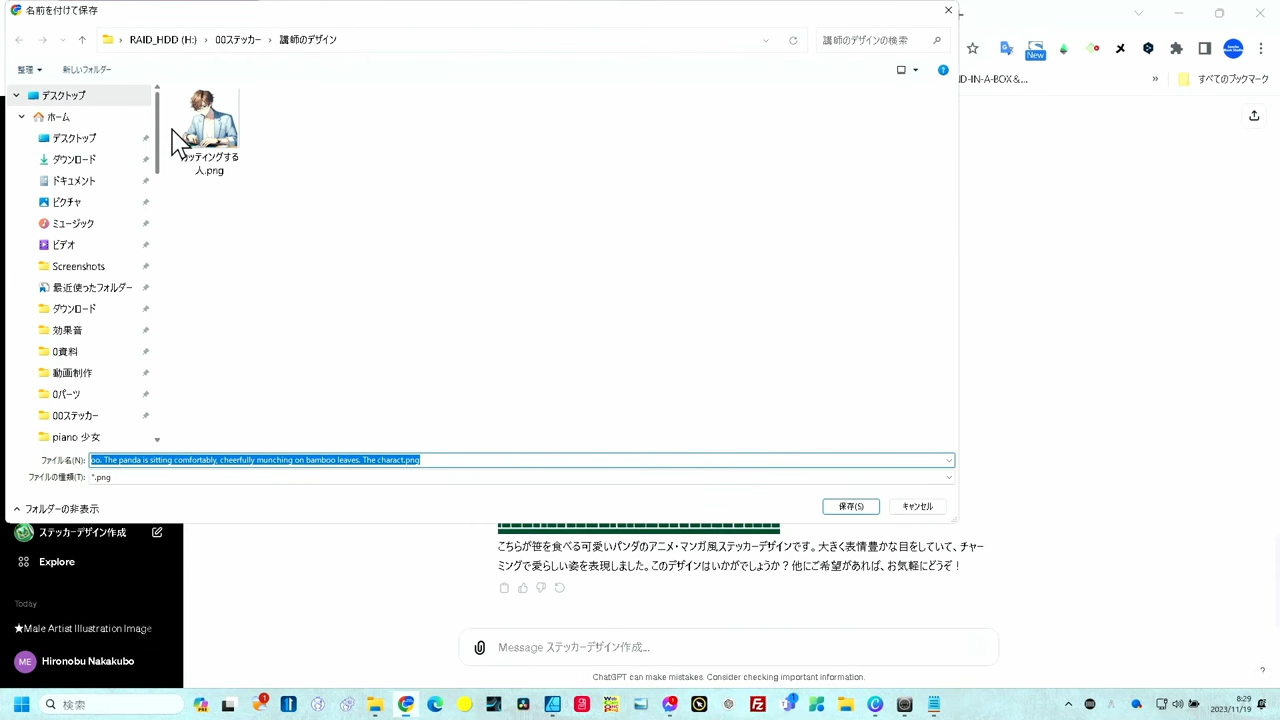 名前を付けて保存
RAID_HDD (H:) › 00ステッカー › 講師のデザイン
講師のデザインの検索
New
整理
新しいフォルダー
ND-IN-A-BOX &...
»
すべてのブックマーク
デスクトップ
ホーム
デスクトップ
ダウンロード
ドキュメント
ピクチャ
ミュージック
ビデオ
Screenshots
最近使ったフォルダー
ダウンロード
効果音
0資料
動画制作
0パーツ
00ステッカー
piano 少女
カッティングする
人.png
ファイル名(N):
oo. The panda is sitting comfortably, cheerfully munching on bamboo leaves. The charact.png
ファイルの種類(T):
*.png
フォルダーの非表示
保存(S)
キャンセル
ステッカーデザイン作成
Explore
Today
★Male Artist Illustration Image
ME
Hironobu Nakakubo
こちらが笹を食べる可愛いパンダのアニメ・マンガ風ステッカーデザインです。大きく表情豊かな目をしていて、チャー
ミングで愛らしい姿を表現しました。このデザインはいかがでしょうか？他にご希望があれば、お気軽にどうぞ！
Message ステッカーデザイン作成...
ChatGPT can make mistakes. Consider checking important information.
?
検索
8:29
2023/11/19